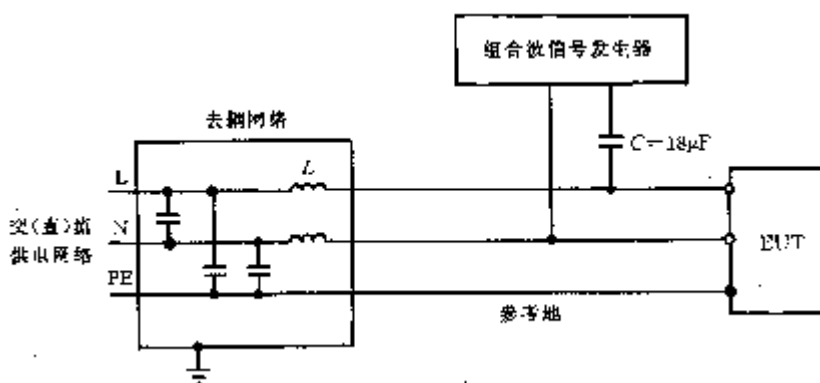 组合波信号发生器
去耦网络
C=18μF
L
L
交(直)流
供电网络
N
PE
EUT
参考地